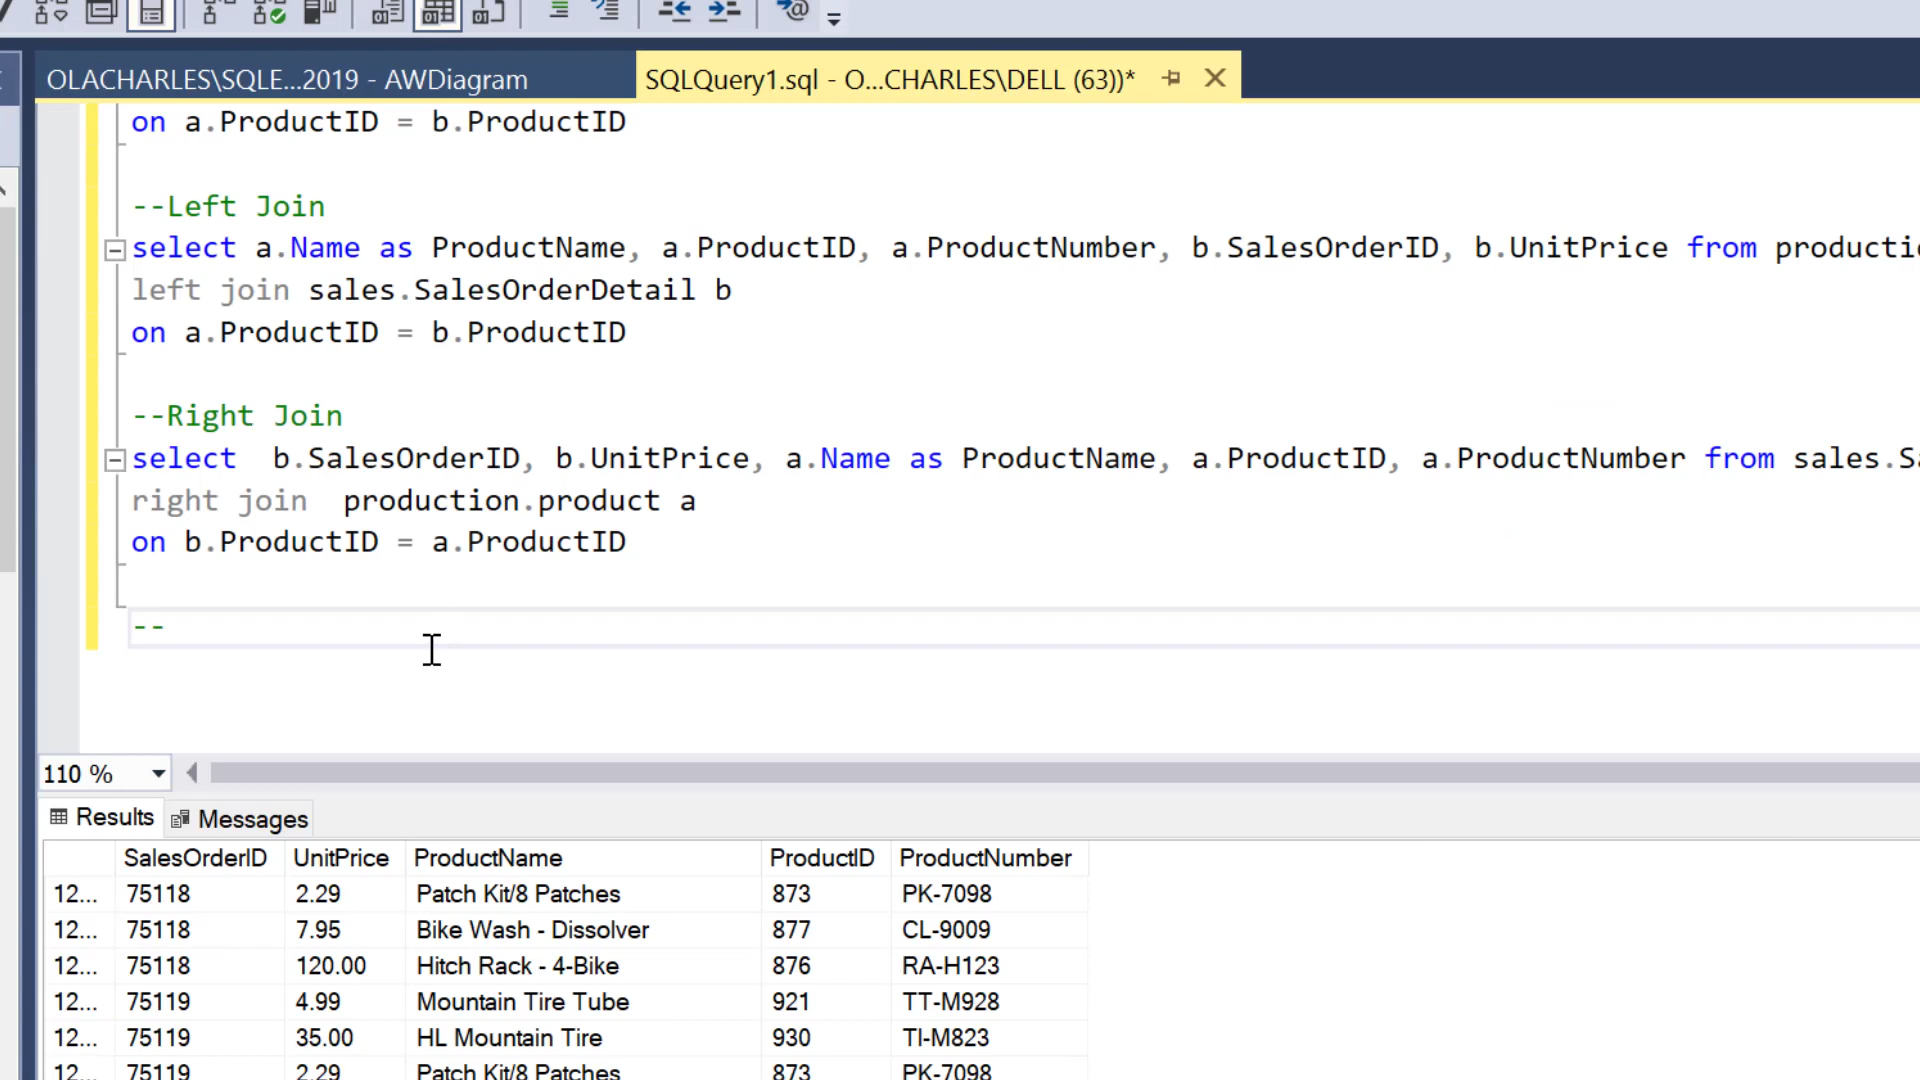 OLACHARLES\SQLE...2019 - AWDiagram
SQLQuery1.sql - O...CHARLES\DELL (63))*
on a.ProductID = b.ProductID
--Left Join
select a.Name as ProductName, a.ProductID, a.ProductNumber, b.SalesOrderID, b.UnitPrice from producti
left join sales.SalesOrderDetail b
on a.ProductID = b.ProductID
--Right Join
select  b.SalesOrderID, b.UnitPrice, a.Name as ProductName, a.ProductID, a.ProductNumber from sales.Sa
right join  production.product a
on b.ProductID = a.ProductID
--
110 %
Results Messages
SalesOrderID UnitPrice ProductName ProductID ProductNumber
12... 75118 2.29 Patch Kit/8 Patches 873 PK-7098
12... 75118 7.95 Bike Wash - Dissolver 877 CL-9009
12... 75118 120.00 Hitch Rack - 4-Bike 876 RA-H123
12... 75119 4.99 Mountain Tire Tube 921 TT-M928
12... 75119 35.00 HL Mountain Tire 930 TI-M823
12... 75119 2.29 Patch Kit/8 Patches 873 PK-7098